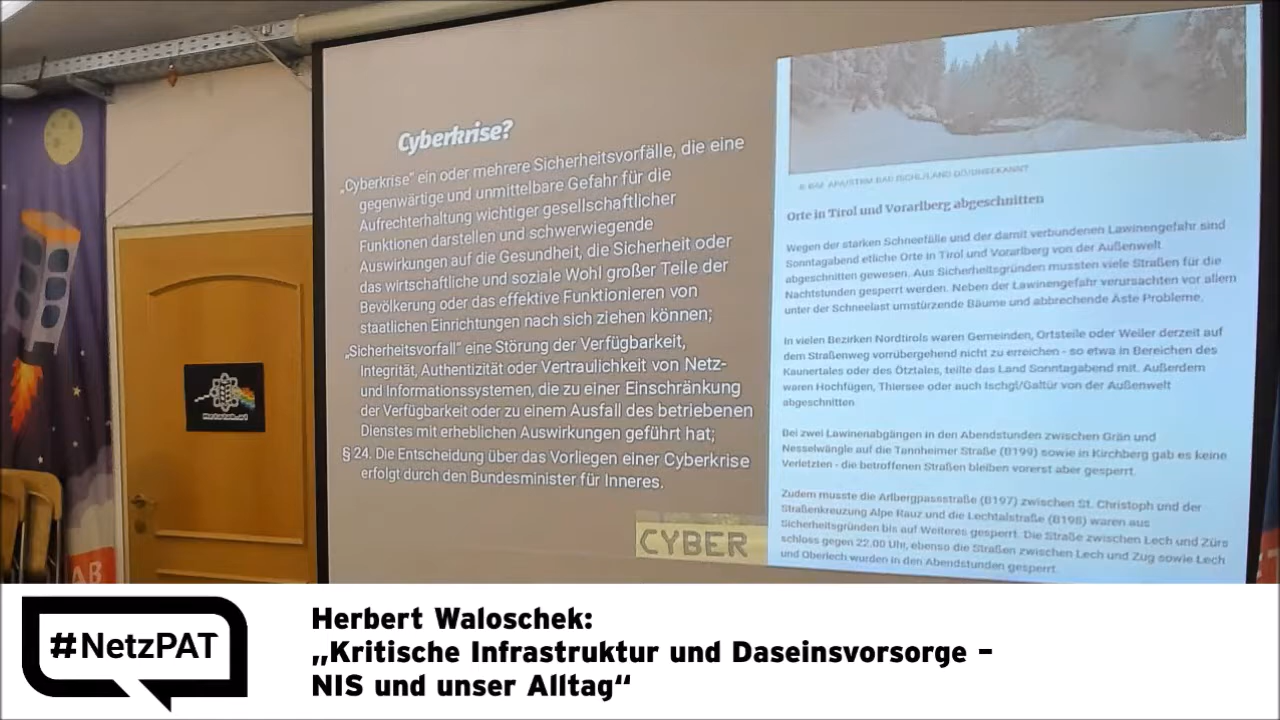 Cyberkrise?
„Cyberkrise“ ein oder mehrere Sicherheitsvorfälle, die eine
gegenwärtige und unmittelbare Gefahr für die
Aufrechterhaltung wichtiger gesellschaftlicher
Funktionen darstellen und schwerwiegende
Auswirkungen auf die Gesundheit, die Sicherheit oder
das wirtschaftliche und soziale Wohl großer Teile der
Bevölkerung oder das effektive Funktionieren von
staatlichen Einrichtungen nach sich ziehen können;
„Sicherheitsvorfall“ eine Störung der Verfügbarkeit,
Integrität, Authentizität oder Vertraulichkeit von Netz-
und Informationssystemen, die zu einer Einschränkung
der Verfügbarkeit oder zu einem Ausfall des betriebenen
Dienstes mit erheblichen Auswirkungen geführt hat;
§ 24. Die Entscheidung über das Vorliegen einer Cyberkrise
erfolgt durch den Bundesminister für Inneres.
CYBER
Orte in Tirol und Vorarlberg abgeschnitten
Wegen der starken Schneefälle und der damit verbundenen Lawinengefahr sind
Sonntagabend etliche Orte in Tirol und Vorarlberg von der Außenwelt
abgeschnitten gewesen. Aus Sicherheitsgründen mussten viele Straßen für die
Nachtstunden gesperrt werden. Neben der Lawinengefahr verursachten vor allem
unter der Schneelast umstürzende Bäume und abbrechende Äste Probleme.
In vielen Bezirken Nordtirols waren Gemeinden, Ortsteile oder Weiler derzeit auf
dem Straßenweg vorrübergehend nicht zu erreichen - so etwa in Bereichen des
Kaunertales oder des Ötztales, teilte das Land Sonntagabend mit. Außerdem
waren Hochfügen, Thiersee oder auch Ischgl/Galtür von der Außenwelt
abgeschnitten.
Bei zwei Lawinenabgängen in den Abendstunden zwischen Grän und
Nesselwängle auf die Tannheimer Straße (B199) sowie in Kirchberg gab es keine
Verletzten - die betroffenen Straßen bleiben vorerst aber gesperrt.
Zudem musste die Arlbergpassstraße (B197) zwischen St. Christoph und der
Straßenkreuzung Alpe Rauz und die Lechtalstraße (B198) waren aus
Sicherheitsgründen bis auf Weiteres gesperrt. Die Straße zwischen Lech und Zürs
schloss gegen 22.00 Uhr, ebenso die Straßen zwischen Lech und Zug sowie Lech
und Oberlech wurden in den Abendstunden gesperrt.
AB
#NetzPAT
Herbert Waloschek:
„Kritische Infrastruktur und Daseinsvorsorge –
NIS und unser Alltag“